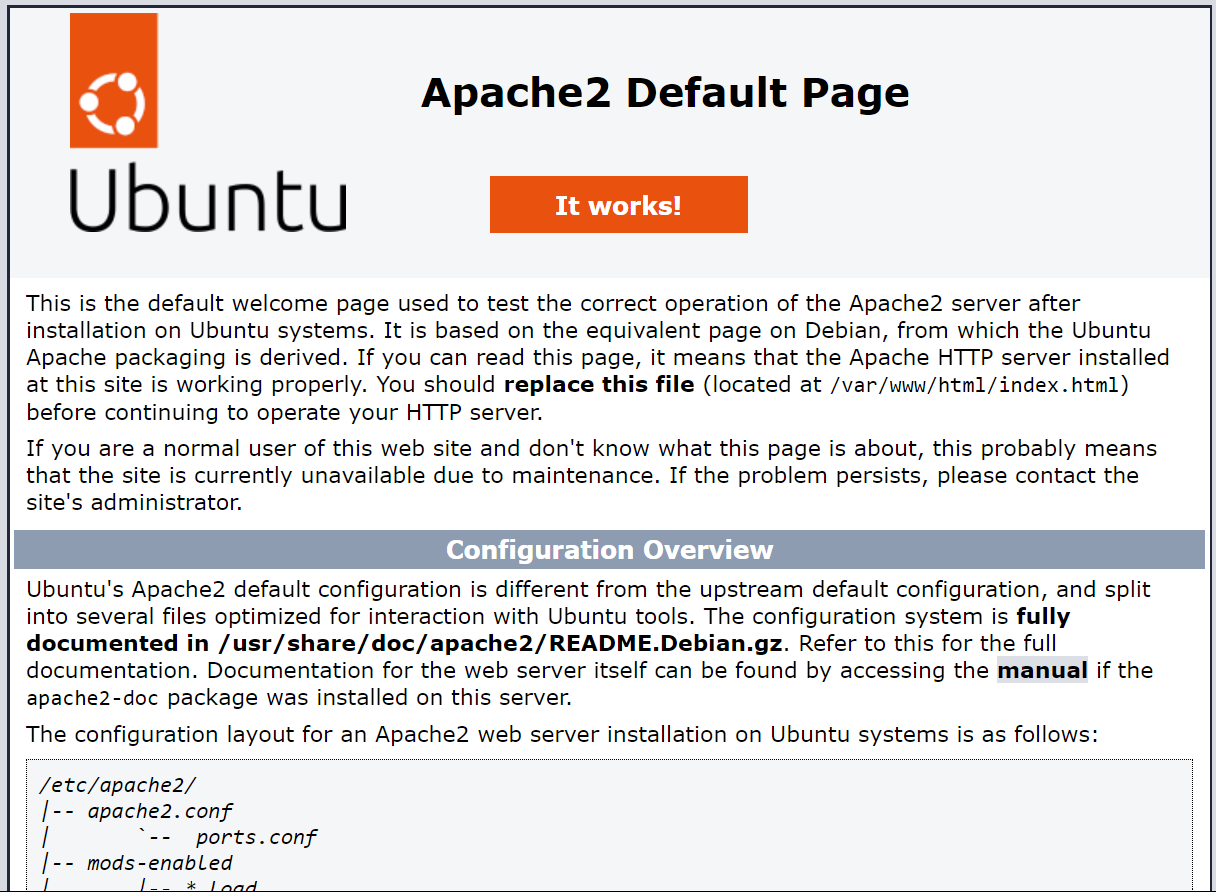 Ubuntu
Apache2 Default Page
It works!
This is the default welcome page used to test the correct operation of the Apache2 server after
installation on Ubuntu systems. It is based on the equivalent page on Debian, from which the Ubuntu
Apache packaging is derived. If you can read this page, it means that the Apache HTTP server installed
at this site is working properly. You should replace this file (located at /var/www/html/index.html)
before continuing to operate your HTTP server.
If you are a normal user of this web site and don't know what this page is about, this probably means
that the site is currently unavailable due to maintenance. If the problem persists, please contact the
site's administrator.
Configuration Overview
Ubuntu's Apache2 default configuration is different from the upstream default configuration, and split
into several files optimized for interaction with Ubuntu tools. The configuration system is fully
documented in /usr/share/doc/apache2/README.Debian.gz. Refer to this for the full
documentation. Documentation for the web server itself can be found by accessing the manual if the
apache2-doc package was installed on this server.
The configuration layout for an Apache2 web server installation on Ubuntu systems is as follows:
/etc/apache2/
|-- apache2.conf
|       `--  ports.conf
|-- mods-enabled
|       |-- *.load